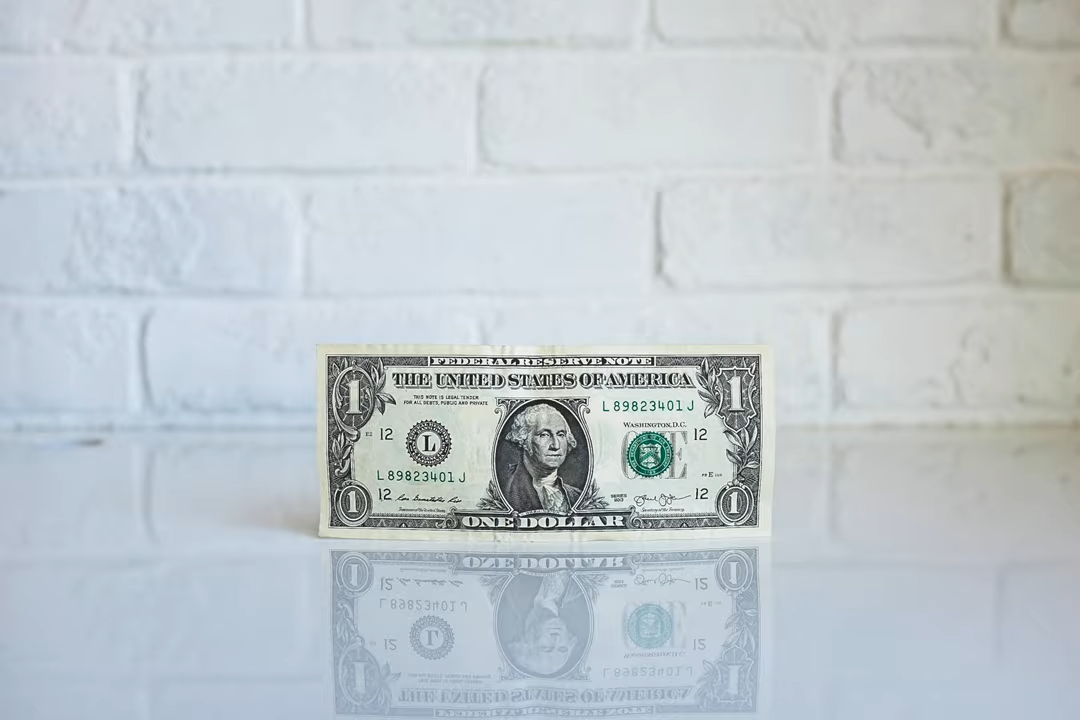 FEDERAL RESERVE NOTE
THE UNITED STATES OF AMERICA
1
1
THIS NOTE IS LEGAL TENDER
FOR ALL DEBTS, PUBLIC AND PRIVATE
L 89823401 J
WASHINGTON, D.C.
12
L
ONE
12
L 89823401 J
12
SERIES
12
1
ONE DOLLAR
1